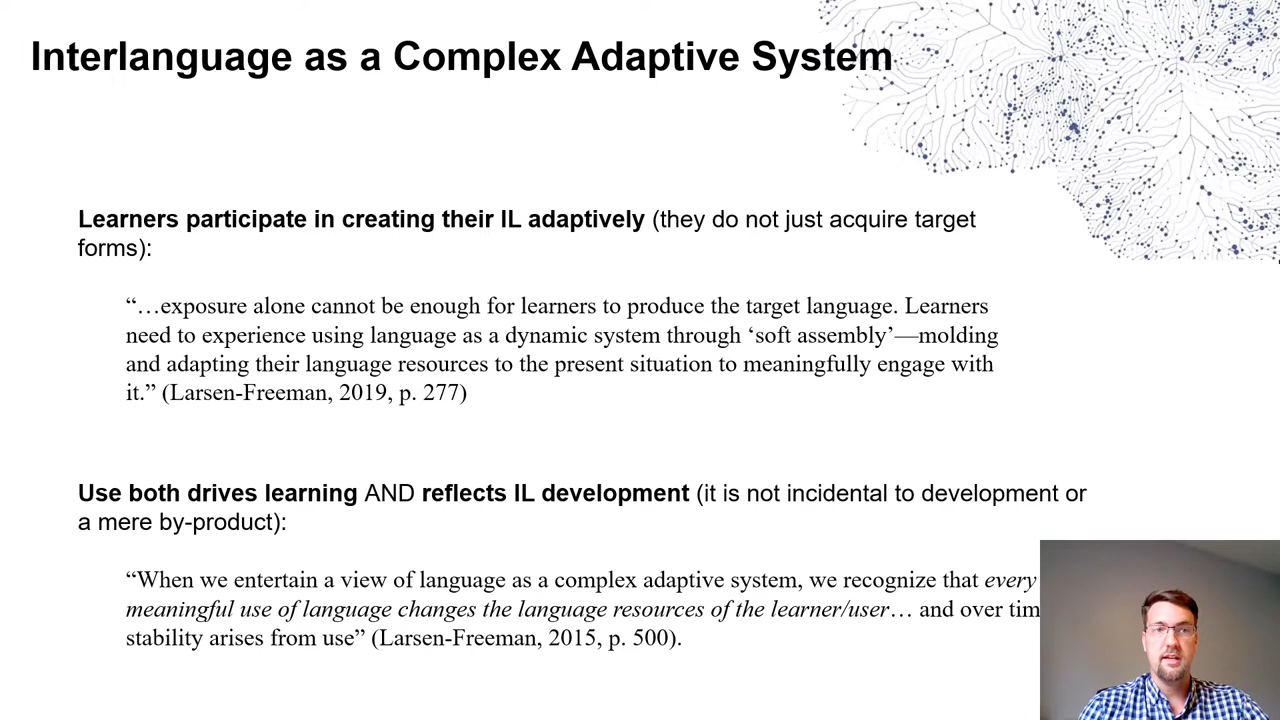 Interlanguage as a Complex Adaptive System
Learners participate in creating their IL adaptively (they do not just acquire target
forms):
“…exposure alone cannot be enough for learners to produce the target language. Learners
need to experience using language as a dynamic system through ‘soft assembly’—molding
and adapting their language resources to the present situation to meaningfully engage with
it.” (Larsen-Freeman, 2019, p. 277)
Use both drives learning AND reflects IL development (it is not incidental to development or
a mere by-product):
“When we entertain a view of language as a complex adaptive system, we recognize that every
meaningful use of language changes the language resources of the learner/user… and over tim
stability arises from use” (Larsen-Freeman, 2015, p. 500).